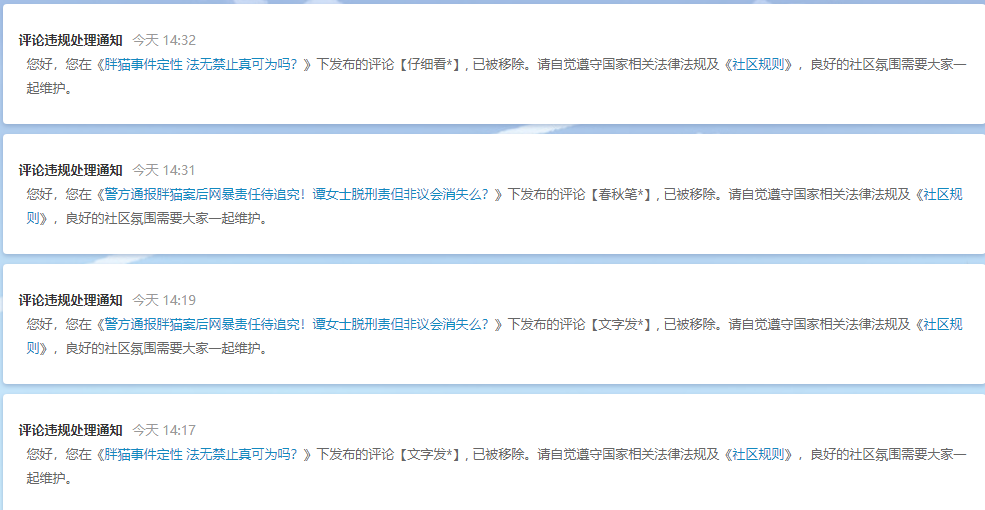 评论违规处理通知 今天 14:32
您好，您在《胖猫事件定性 法无禁止真可为吗？》下发布的评论【仔细看*】, 已被移除。请自觉遵守国家相关法律法规及《社区规则》，良好的社区氛围需要大家一
起维护。
评论违规处理通知 今天 14:31
您好，您在《警方通报胖猫案后网暴责任待追究！谭女士脱刑责但非议会消失么？》下发布的评论【春秋笔*】, 已被移除。请自觉遵守国家相关法律法规及《社区规
则》，良好的社区氛围需要大家一起维护。
评论违规处理通知 今天 14:19
您好，您在《警方通报胖猫案后网暴责任待追究！谭女士脱刑责但非议会消失么？》下发布的评论【文字发*】, 已被移除。请自觉遵守国家相关法律法规及《社区规
则》，良好的社区氛围需要大家一起维护。
评论违规处理通知 今天 14:17
您好，您在《胖猫事件定性 法无禁止真可为吗？》下发布的评论【文字发*】, 已被移除。请自觉遵守国家相关法律法规及《社区规则》，良好的社区氛围需要大家一
起维护。